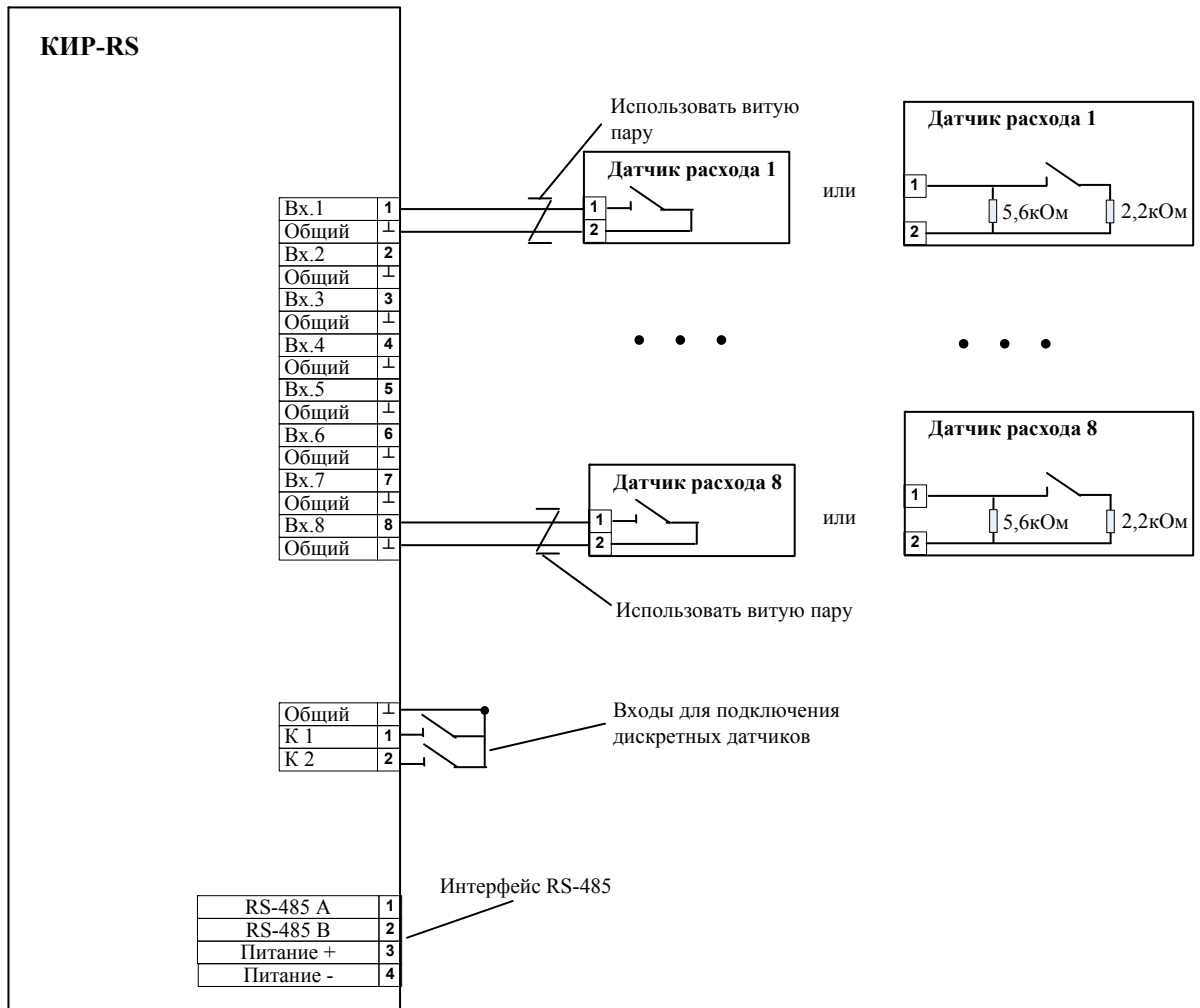 КИР-RS
Использовать витую
пару
Датчик расхода 1
1
2
или
Датчик расхода 1
1
2
5,6кОм
2,2кОм
Вх.1 1
Общий ⊥
Вх.2 2
Общий ⊥
Вх.3 3
Общий ⊥
Вх.4 4
Общий ⊥
Вх.5 5
Общий ⊥
Вх.6 6
Общий ⊥
Вх.7 7
Общий ⊥
Вх.8 8
Общий ⊥
Датчик расхода 8
1
2
или
Датчик расхода 8
1
2
5,6кОм
2,2кОм
Использовать витую пару
Общий ⊥
К 1 1
К 2 2
Входы для подключения
дискретных датчиков
Интерфейс RS-485
RS-485 A 1
RS-485 B 2
Питание + 3
Питание - 4